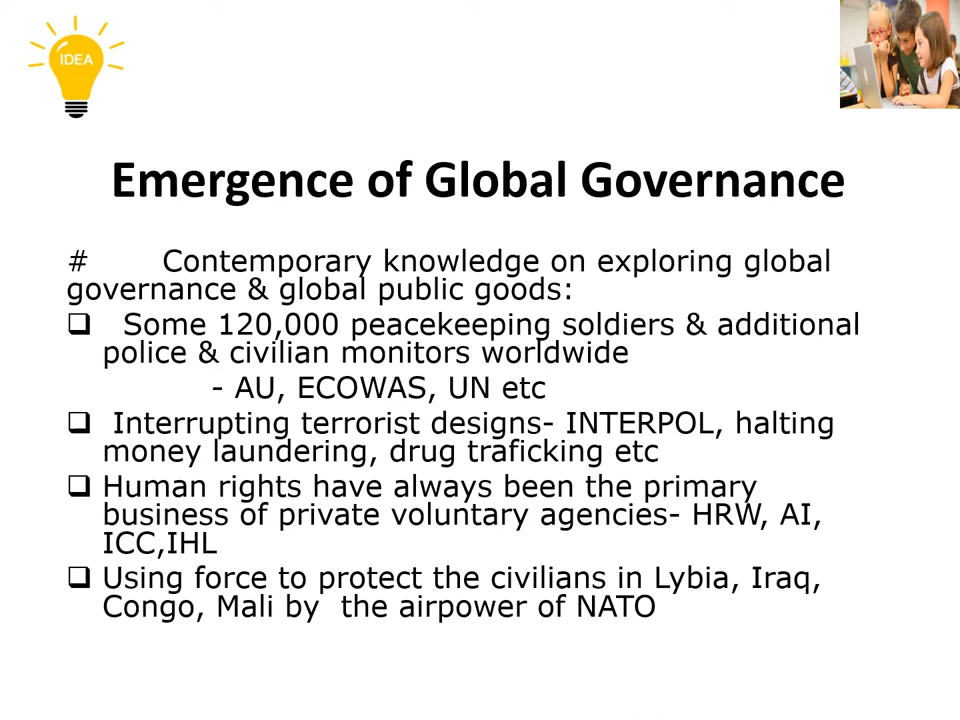 IDEA
Emergence of Global Governance
# Contemporary knowledge on exploring global
governance & global public goods:
❑ Some 120,000 peacekeeping soldiers & additional
police & civilian monitors worldwide
- AU, ECOWAS, UN etc
❑ Interrupting terrorist designs- INTERPOL, halting
money laundering, drug traficking etc
❑ Human rights have always been the primary
business of private voluntary agencies- HRW, AI,
ICC,IHL
❑ Using force to protect the civilians in Lybia, Iraq,
Congo, Mali by the airpower of NATO